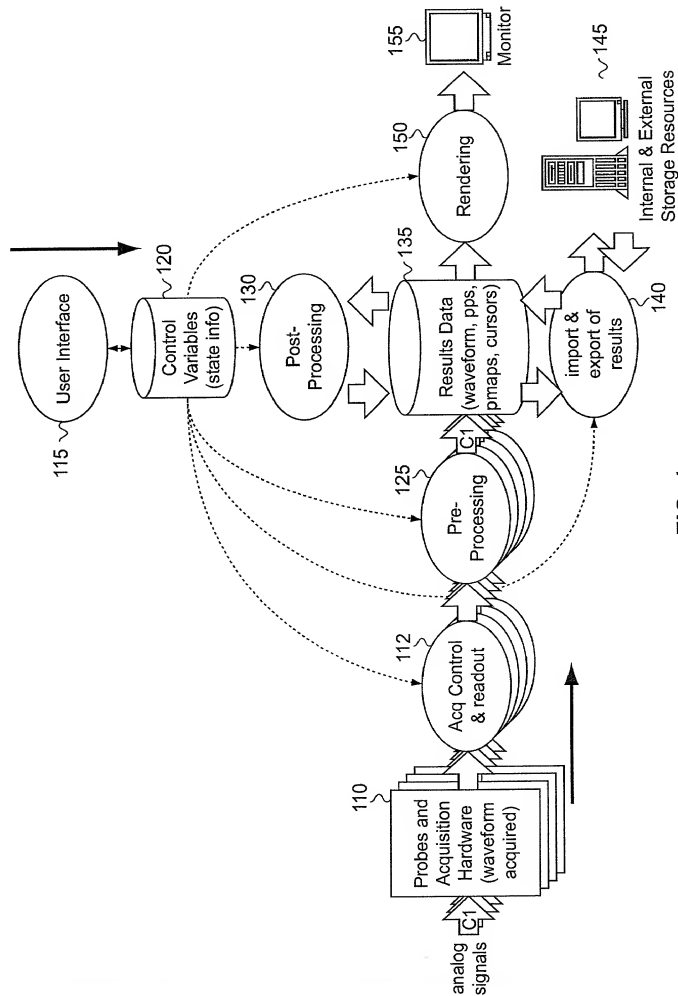 115
User Interface
120
Control
Variables
(state info)
130
Post-
Processing
150
Rendering
155
Monitor
145
Internal & External
Storage Resources
analog
signals
C1
110
Probes and
Acquisition
Hardware
(waveform
acquired)
112
Acq Control
& readout
125
Pre-
Processing
C1
135
Results Data
(waveform, pps,
pmaps, cursors)
140
import &
export of
results